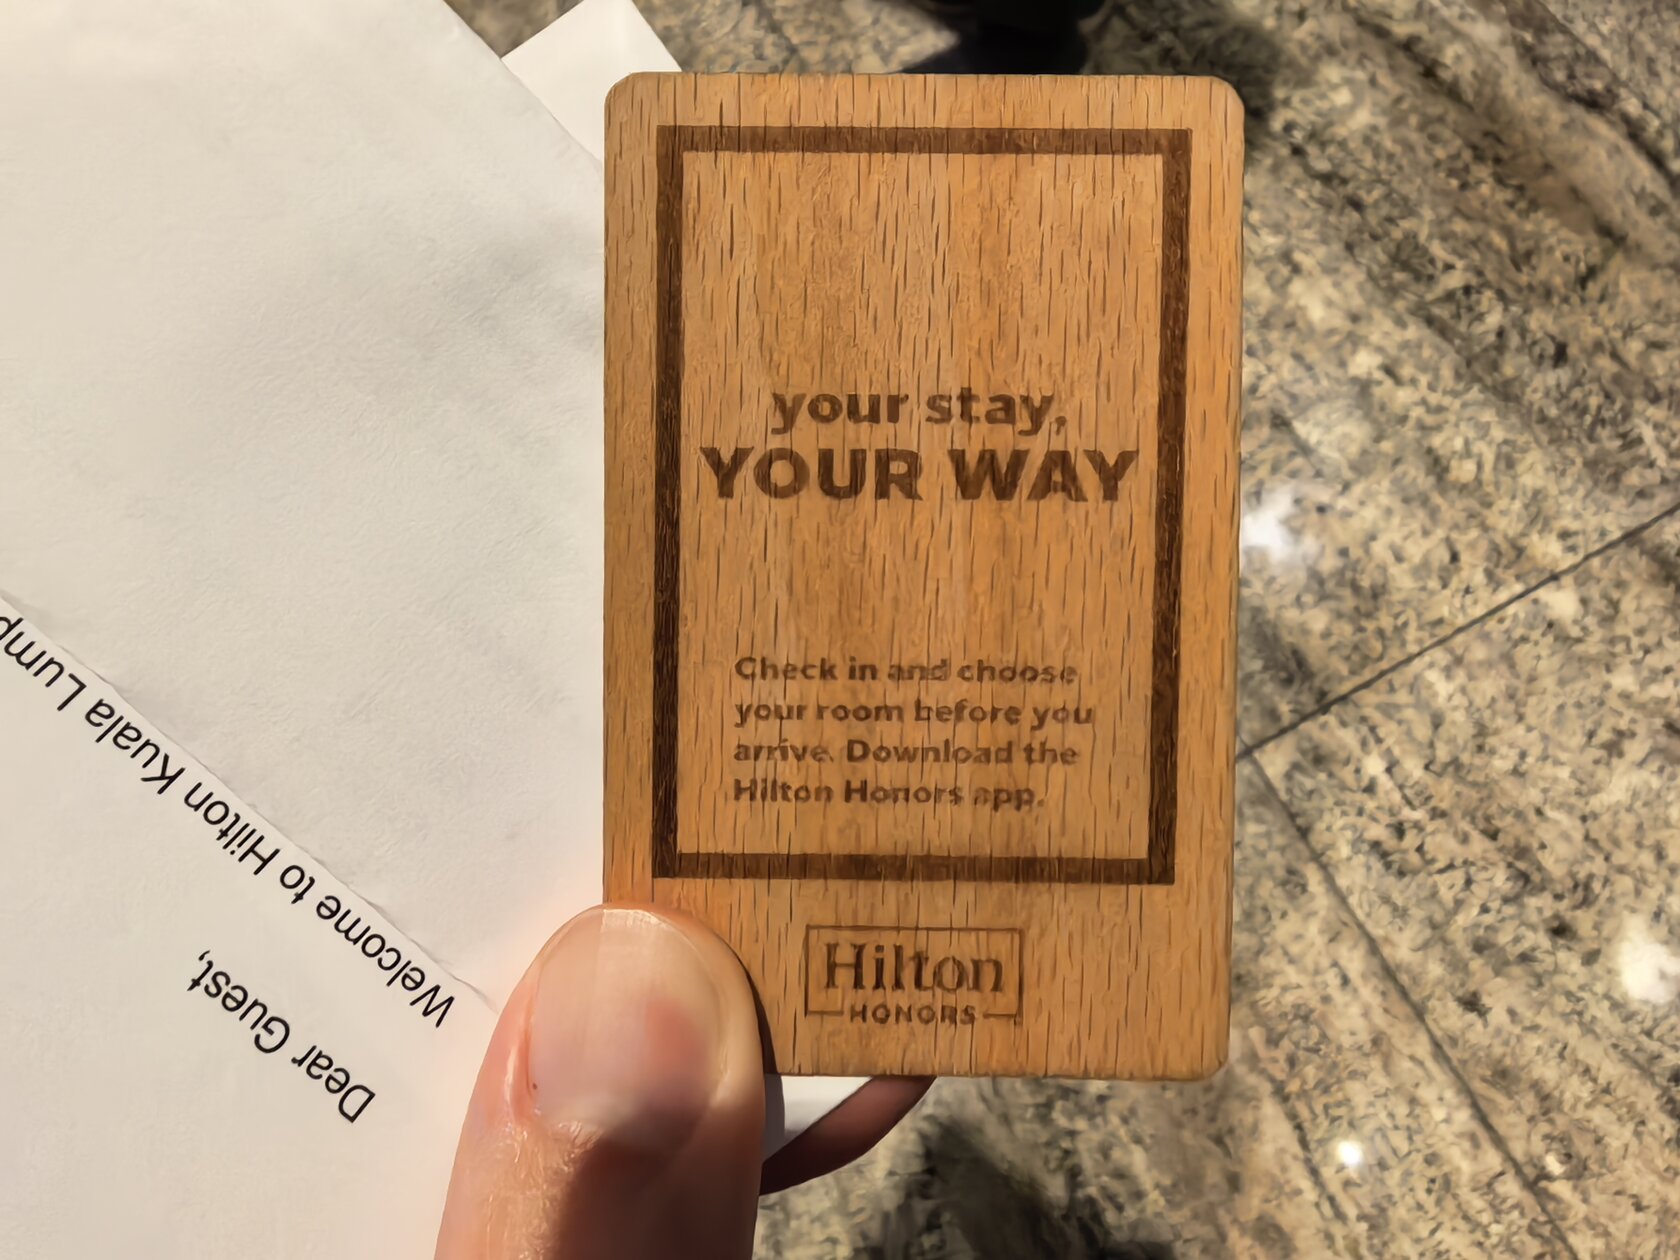 your stay,
YOUR WAY
Check in and choose
your room before you
arrive. Download the
Hilton Honors app.
Hilton
HONORS
Dear Guest,
Welcome to Hilton Kuala